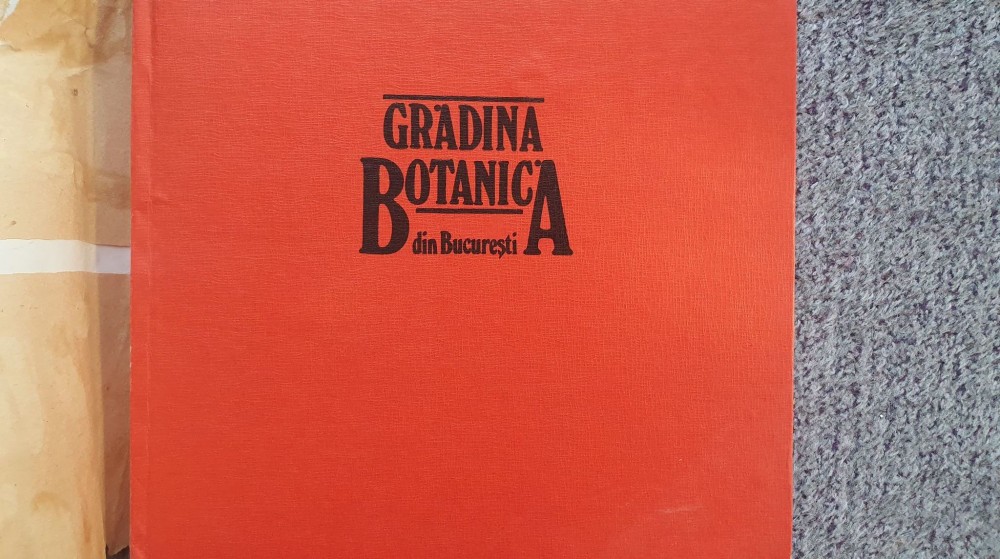 GRĂDINA
BOTANICĂ
din București